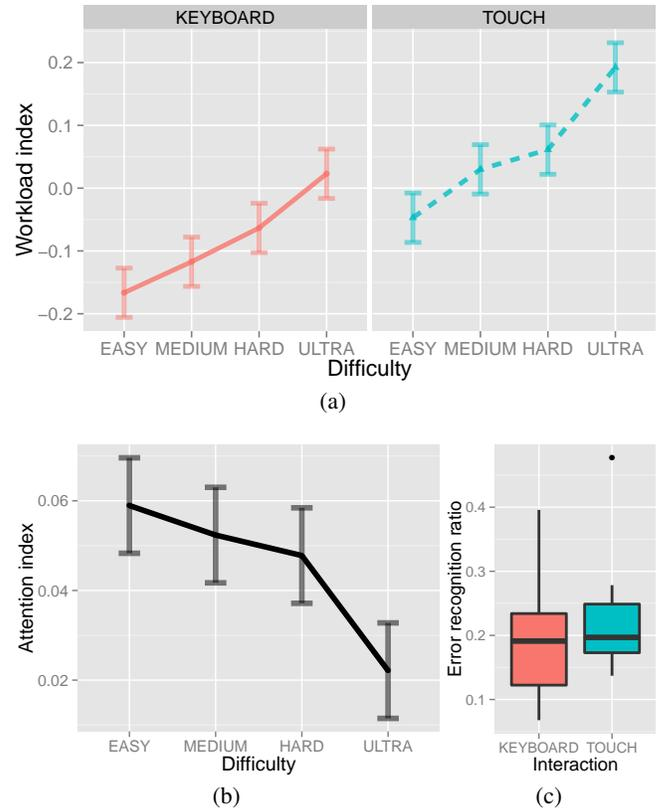 KEYBOARD TOUCH
Workload index
0.2
0.1
0.0
−0.1
−0.2
EASY MEDIUM HARD ULTRA EASY MEDIUM HARD ULTRA
Difficulty
(a)
Attention index
0.06
0.04
0.02
EASY MEDIUM HARD ULTRA
Difficulty
(b)
Error recognition ratio
0.4
0.3
0.2
0.1
KEYBOARD TOUCH
Interaction
(c)